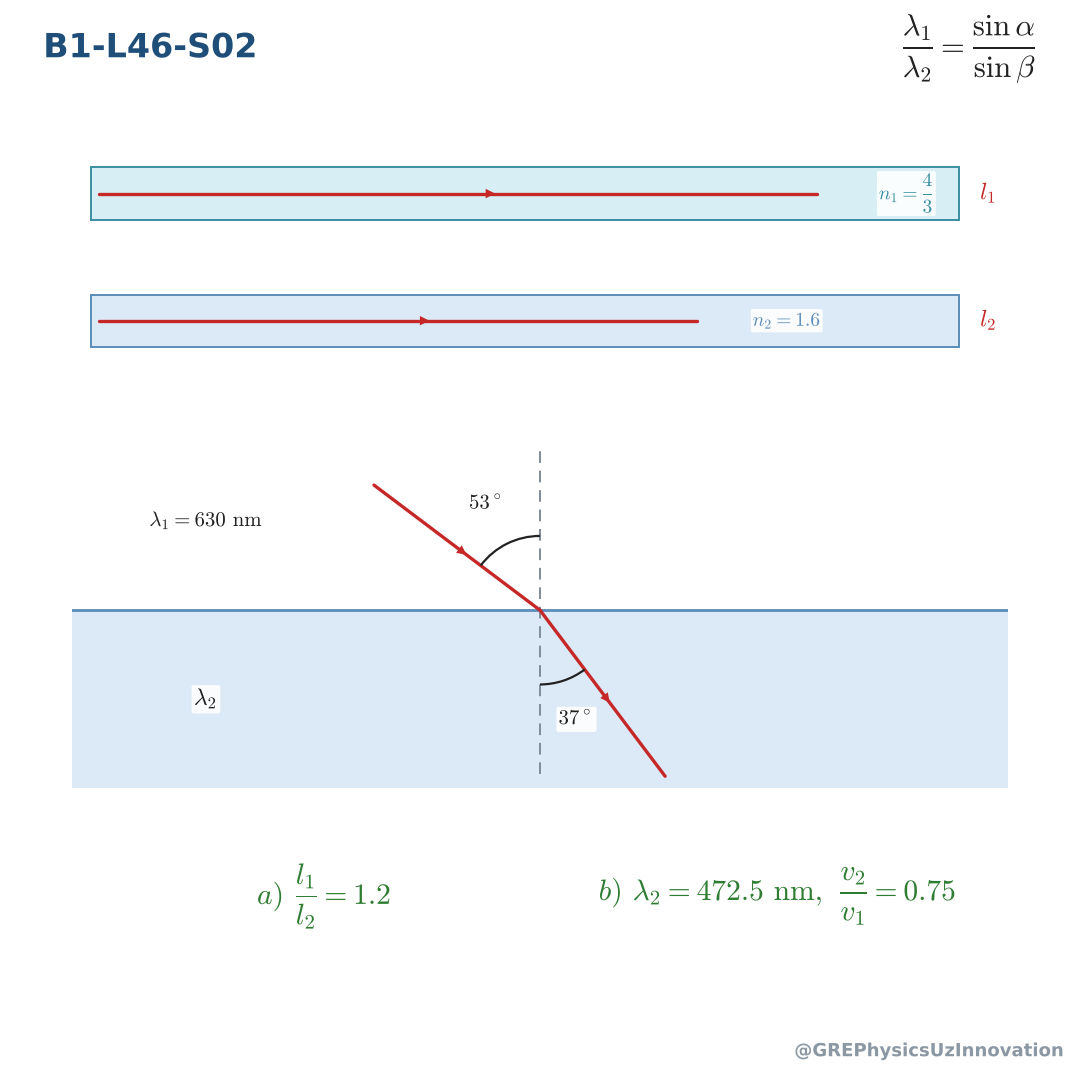 B1-L46-S02
λ₁/λ₂ = sin α/sin β
n₁ = 4/3
l₁
n₂ = 1.6
l₂
53°
λ₁ = 630 nm
λ₂
37°
a) l₁/l₂ = 1.2
b) λ₂ = 472.5 nm, v₂/v₁ = 0.75
@GREPhysicsUzInnovation